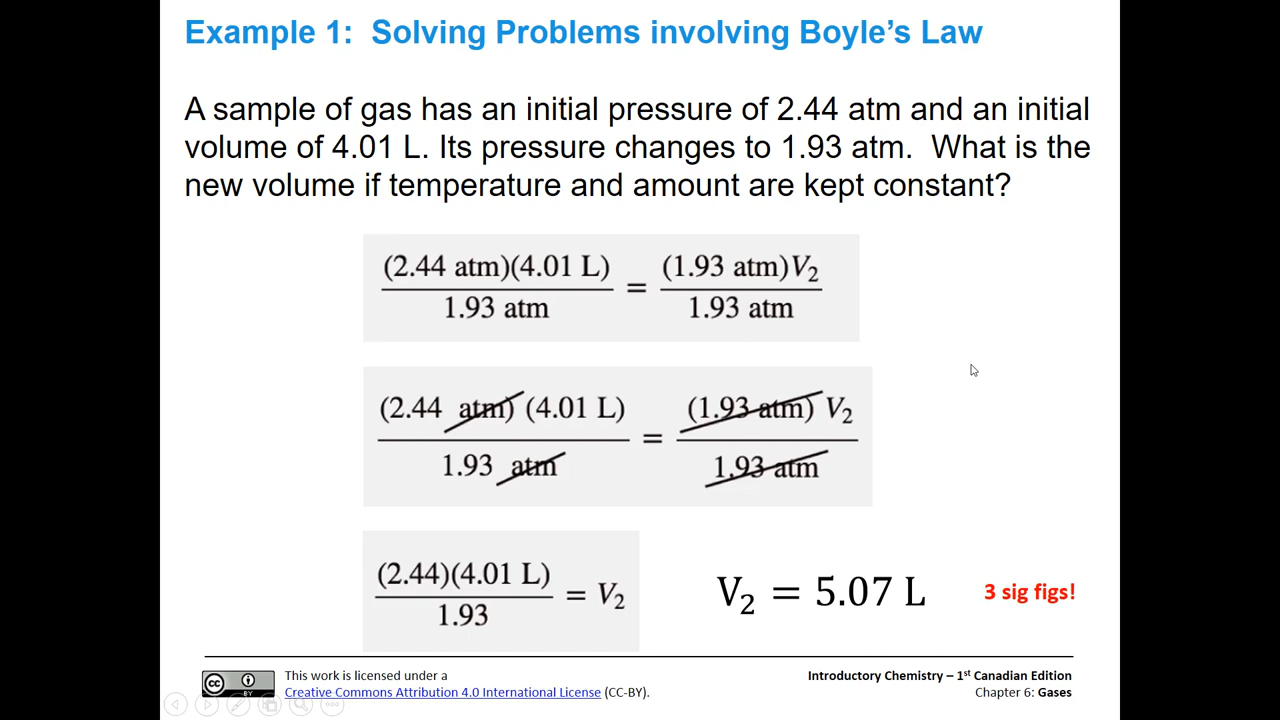 Example 1: Solving Problems involving Boyle's Law
A sample of gas has an initial pressure of 2.44 atm and an initial
volume of 4.01 L. Its pressure changes to 1.93 atm. What is the
new volume if temperature and amount are kept constant?
(2.44 atm)(4.01 L) / 1.93 atm = (1.93 atm)V₂ / 1.93 atm
(2.44 atm) (4.01 L) / 1.93 atm = (1.93 atm) V₂ / 1.93 atm
(2.44)(4.01 L) / 1.93 = V₂
V₂ = 5.07 L
3 sig figs!
cc BY
This work is licensed under a
Creative Commons Attribution 4.0 International License (CC-BY).
Introductory Chemistry – 1st Canadian Edition
Chapter 6: Gases